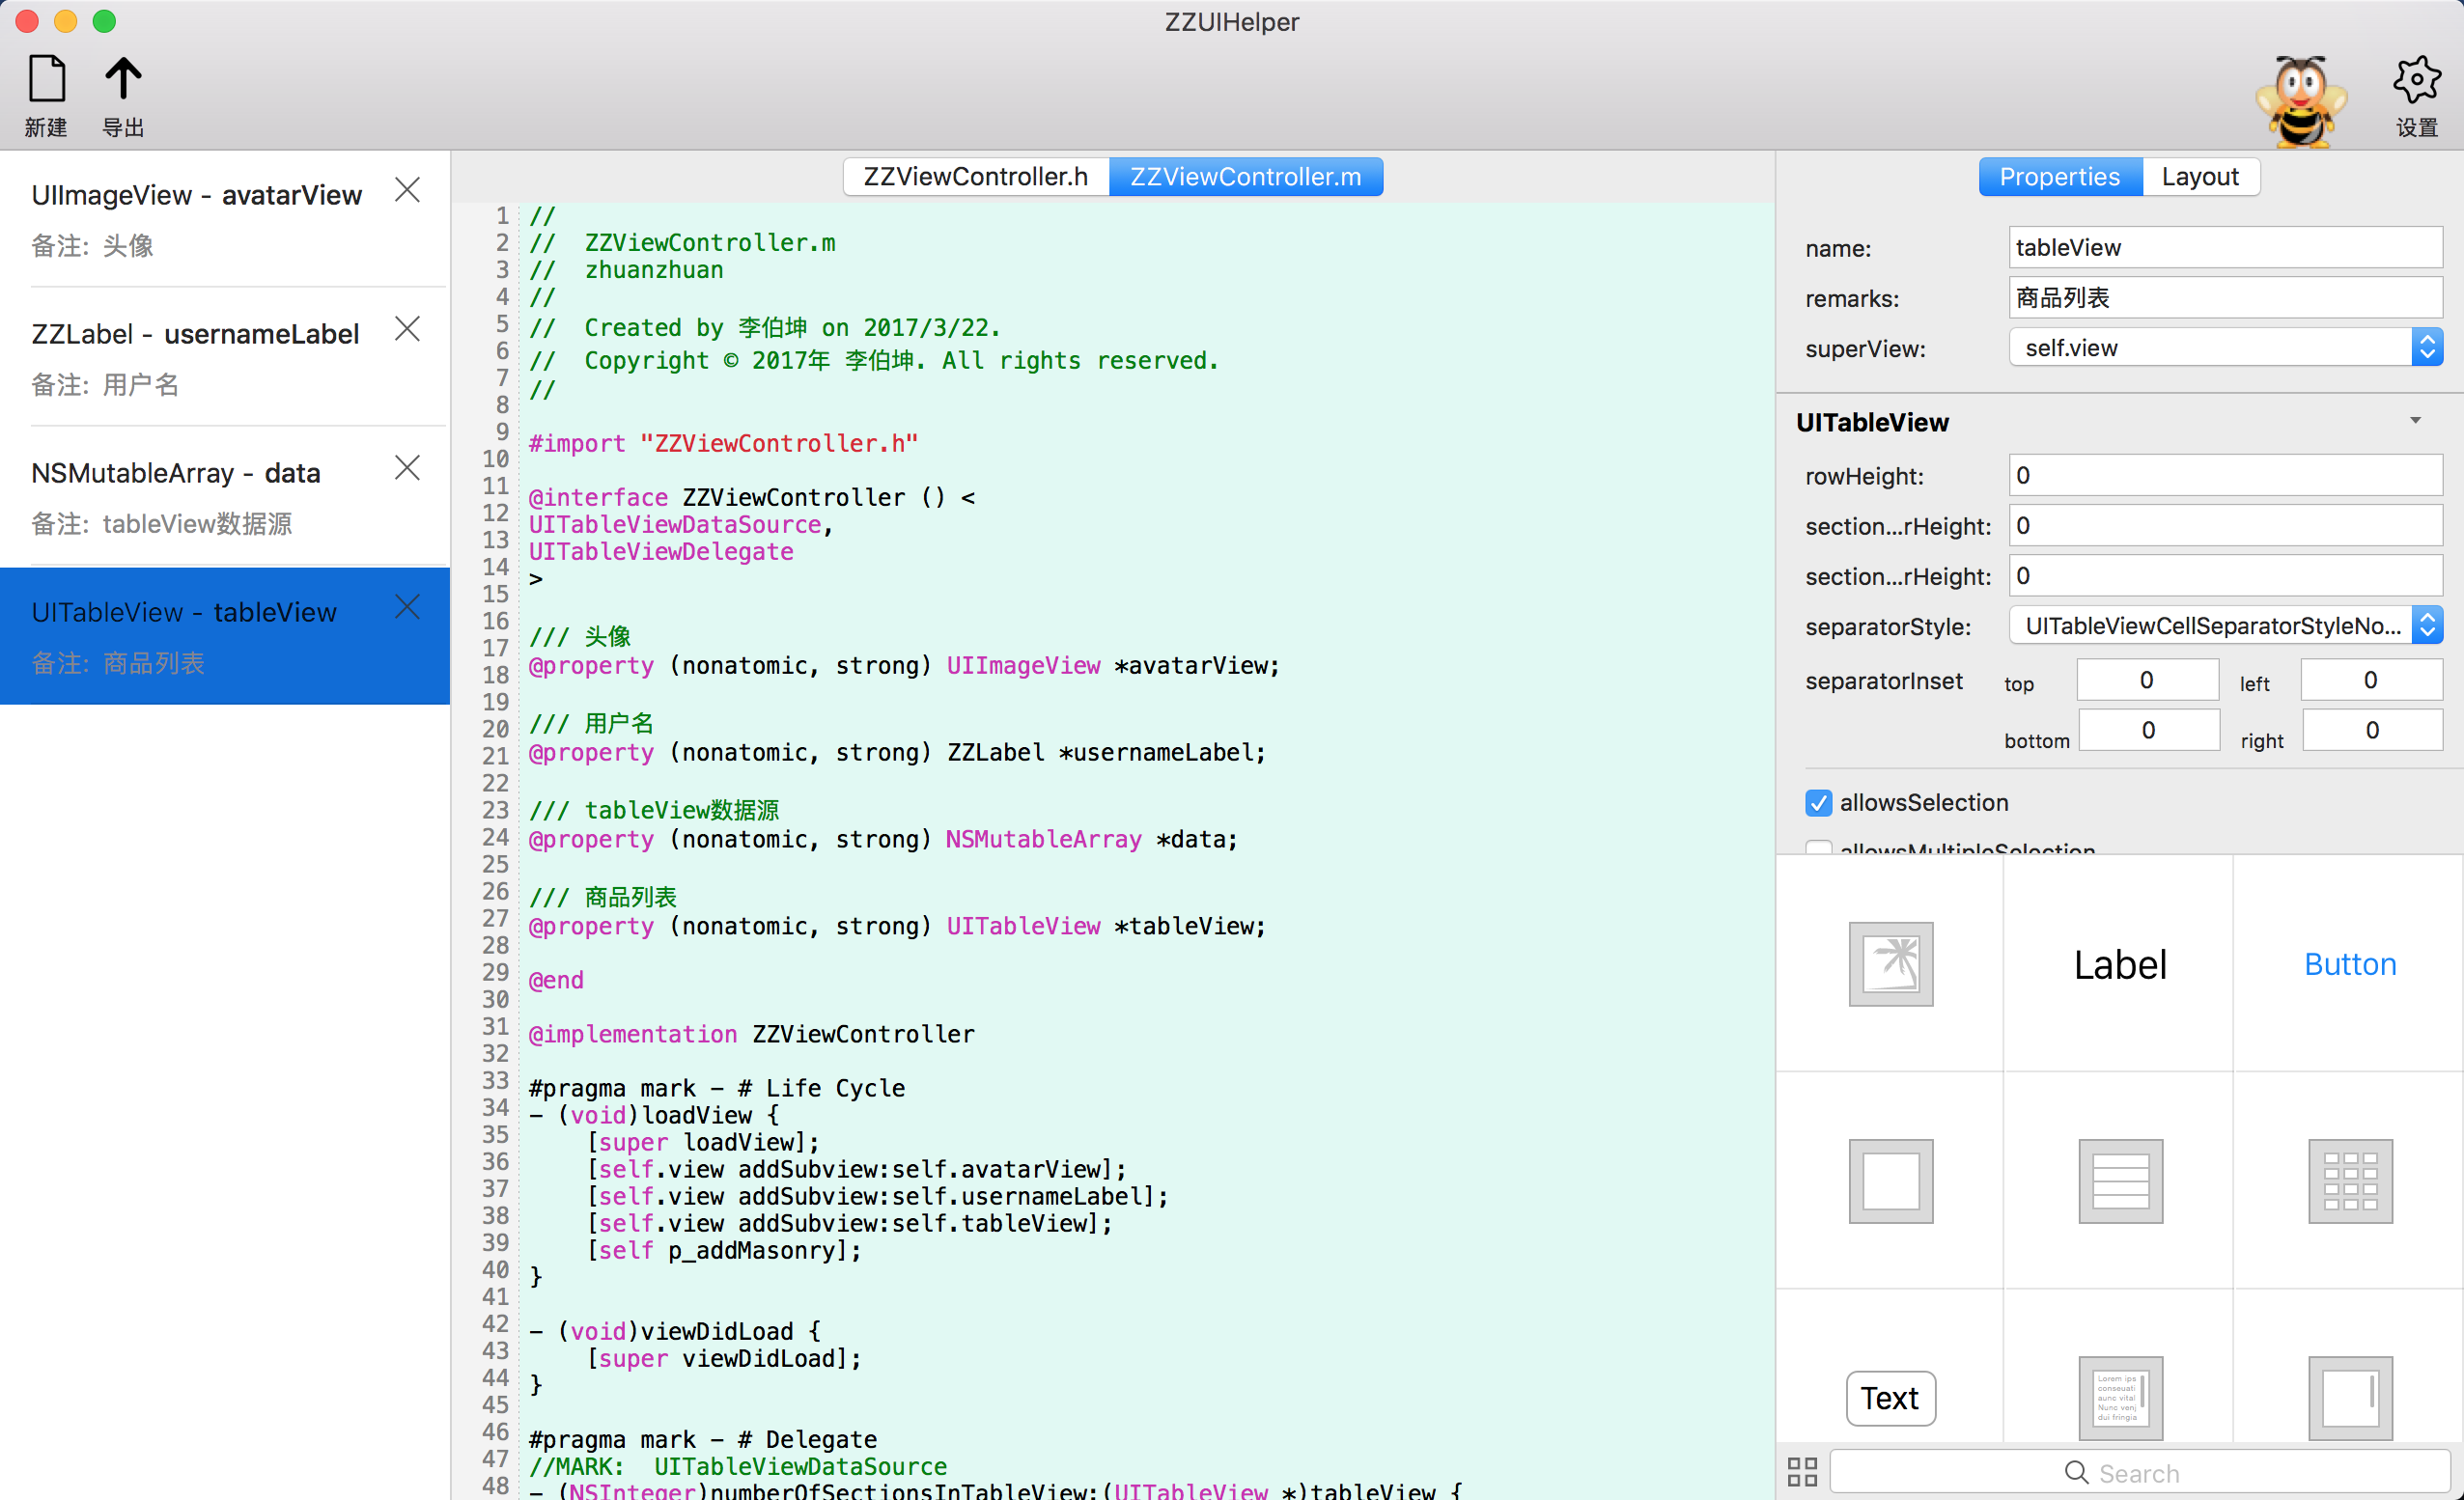 ZZUIHelper
新建
导出
设置
UIImageView - avatarView
备注: 头像
ZZLabel - usernameLabel
备注: 用户名
NSMutableArray - data
备注: tableView数据源
UITableView - tableView
备注: 商品列表
ZZViewController.h
ZZViewController.m
1 //
2 //  ZZViewController.m
3 //  zhuanzhuan
4 //
5 //  Created by 李伯坤 on 2017/3/22.
6 //  Copyright © 2017年 李伯坤. All rights reserved.
7 //
8
9 #import "ZZViewController.h"
10
11 @interface ZZViewController () <
12 UITableViewDataSource,
13 UITableViewDelegate
14 >
15
16 /// 头像
17 @property (nonatomic, strong) UIImageView *avatarView;
18
19
20 /// 用户名
21 @property (nonatomic, strong) ZZLabel *usernameLabel;
22
23 /// tableView数据源
24 @property (nonatomic, strong) NSMutableArray *data;
25
26 /// 商品列表
27 @property (nonatomic, strong) UITableView *tableView;
28
29 @end
30
31 @implementation ZZViewController
32
33 #pragma mark - # Life Cycle
34 - (void)loadView {
35     [super loadView];
36     [self.view addSubview:self.avatarView];
37     [self.view addSubview:self.usernameLabel];
38     [self.view addSubview:self.tableView];
39     [self p_addMasonry];
40 }
41
42 - (void)viewDidLoad {
43     [super viewDidLoad];
44 }
45
46 #pragma mark - # Delegate
47 //MARK:  UITableViewDataSource
48 - (NSInteger)numberOfSectionsInTableView:(UITableView *)tableView {
Properties
Layout
name: tableView
remarks: 商品列表
superView: self.view
UITableView
rowHeight: 0
section...rHeight: 0
section...rHeight: 0
separatorStyle: UITableViewCellSeparatorStyleNo...
separatorInset top 0 left 0
bottom 0 right 0
allowsSelection
allowsMultipleSelection
Label
Button
Text
Lorem ips
conseuati
aunc vital
Nunc venj
dui fringia
Search